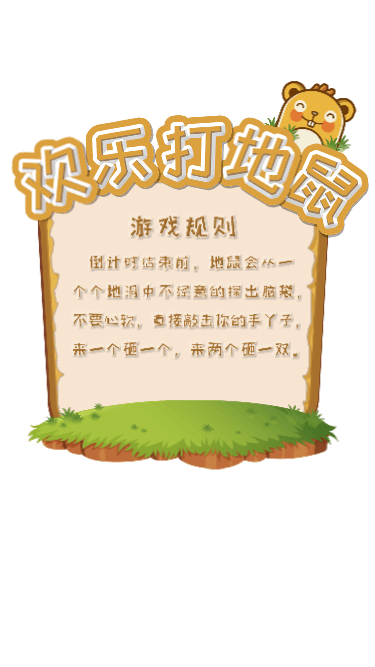 欢乐打地鼠
游戏规则
倒计时结束前，地鼠会从一
个个地洞中不经意的探出脑袋，
不要心软，直接敲击你的手丫子，
来一个砸一个，来两个砸一双。